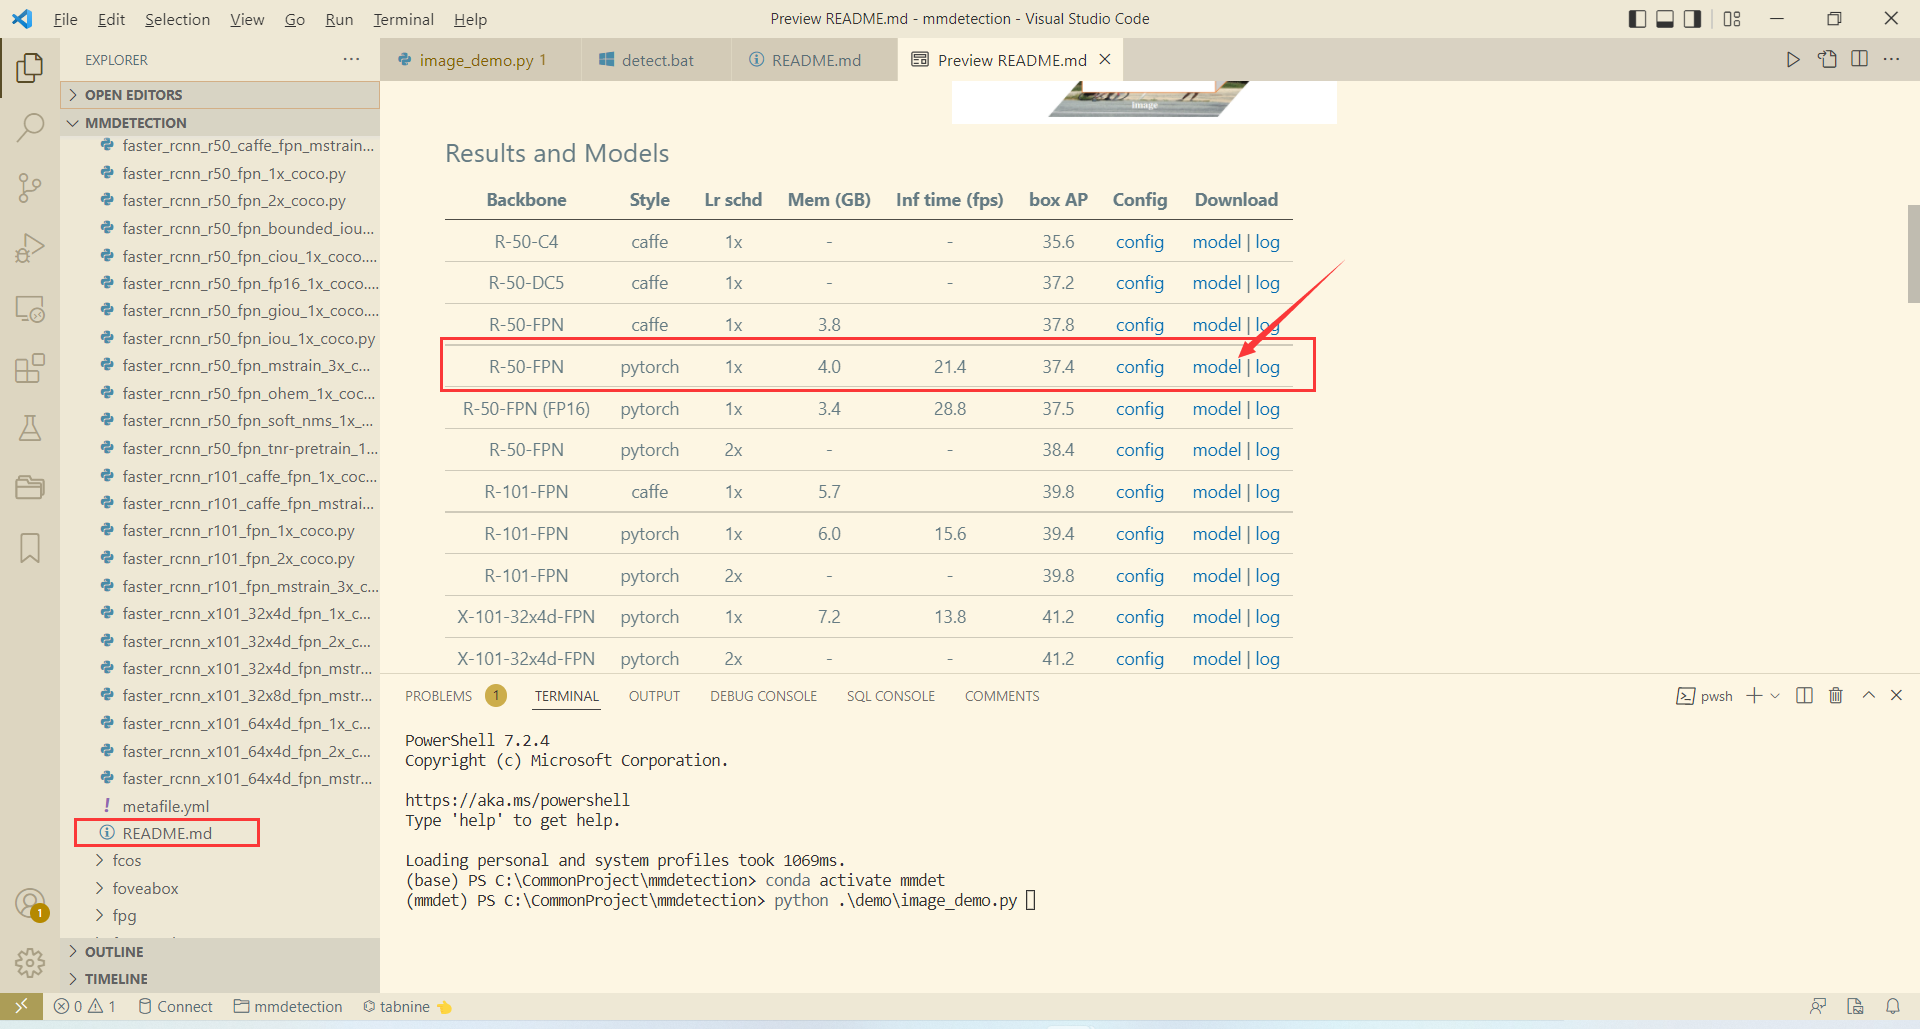 File Edit Selection View Go Run Terminal Help
Preview README.md - mmdetection - Visual Studio Code
EXPLORER
image_demo.py 1
detect.bat
README.md
Preview README.md
OPEN EDITORS
MMDETECTION
faster_rcnn_r50_caffe_fpn_mstrain...
faster_rcnn_r50_fpn_1x_coco.py
faster_rcnn_r50_fpn_2x_coco.py
faster_rcnn_r50_fpn_bounded_iou...
faster_rcnn_r50_fpn_ciou_1x_coco....
faster_rcnn_r50_fpn_fp16_1x_coco....
faster_rcnn_r50_fpn_giou_1x_coco....
faster_rcnn_r50_fpn_iou_1x_coco.py
faster_rcnn_r50_fpn_mstrain_3x_c...
faster_rcnn_r50_fpn_ohem_1x_coc...
faster_rcnn_r50_fpn_soft_nms_1x_...
faster_rcnn_r50_fpn_tnr-pretrain_1...
faster_rcnn_r101_caffe_fpn_1x_coc...
faster_rcnn_r101_caffe_fpn_mstrai...
faster_rcnn_r101_fpn_1x_coco.py
faster_rcnn_r101_fpn_2x_coco.py
faster_rcnn_r101_fpn_mstrain_3x_c...
faster_rcnn_x101_32x4d_fpn_1x_c...
faster_rcnn_x101_32x4d_fpn_2x_c...
faster_rcnn_x101_32x4d_fpn_mstr...
faster_rcnn_x101_32x8d_fpn_mstr...
faster_rcnn_x101_64x4d_fpn_1x_c...
faster_rcnn_x101_64x4d_fpn_2x_c...
faster_rcnn_x101_64x4d_fpn_mstr...
metafile.yml
README.md
fcos
foveabox
fpg
OUTLINE
TIMELINE
Image
Results and Models
Backbone Style Lr schd Mem (GB) Inf time (fps) box AP Config Download
R-50-C4 caffe 1x - - 35.6 config model | log
R-50-DC5 caffe 1x - - 37.2 config model | log
R-50-FPN caffe 1x 3.8 37.8 config model | log
R-50-FPN pytorch 1x 4.0 21.4 37.4 config model | log
R-50-FPN (FP16) pytorch 1x 3.4 28.8 37.5 config model | log
R-50-FPN pytorch 2x - - 38.4 config model | log
R-101-FPN caffe 1x 5.7 39.8 config model | log
R-101-FPN pytorch 1x 6.0 15.6 39.4 config model | log
R-101-FPN pytorch 2x - - 39.8 config model | log
X-101-32x4d-FPN pytorch 1x 7.2 13.8 41.2 config model | log
X-101-32x4d-FPN pytorch 2x - - 41.2 config model | log
PROBLEMS 1 TERMINAL OUTPUT DEBUG CONSOLE SQL CONSOLE COMMENTS
pwsh
PowerShell 7.2.4
Copyright (c) Microsoft Corporation.
https://aka.ms/powershell
Type 'help' to get help.
Loading personal and system profiles took 1069ms.
(base) PS C:\CommonProject\mmdetection> conda activate mmdet
(mmdet) PS C:\CommonProject\mmdetection> python .\demo\image_demo.py
1
0 1 Connect mmdetection tabnine